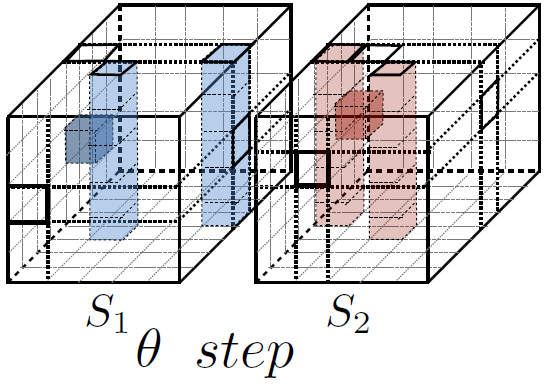 S₁ S₂
θ step